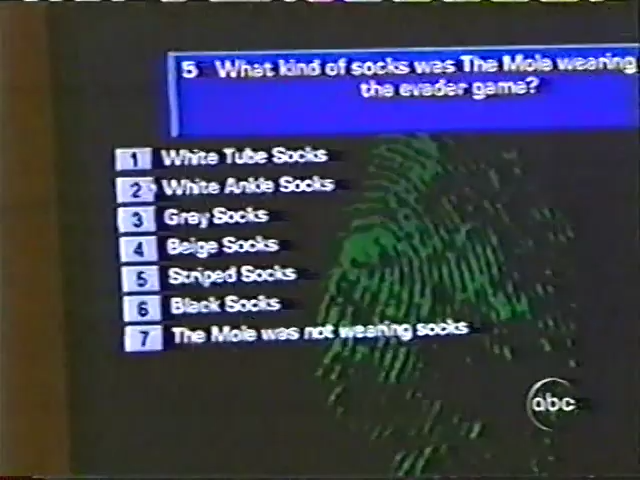 5 What kind of socks was The Mole wearing
the evader game?
1 White Tube Socks
2 White Ankle Socks
3 Grey Socks
4 Beige Socks
5 Striped Socks
6 Black Socks
7 The Mole was not wearing socks
abc